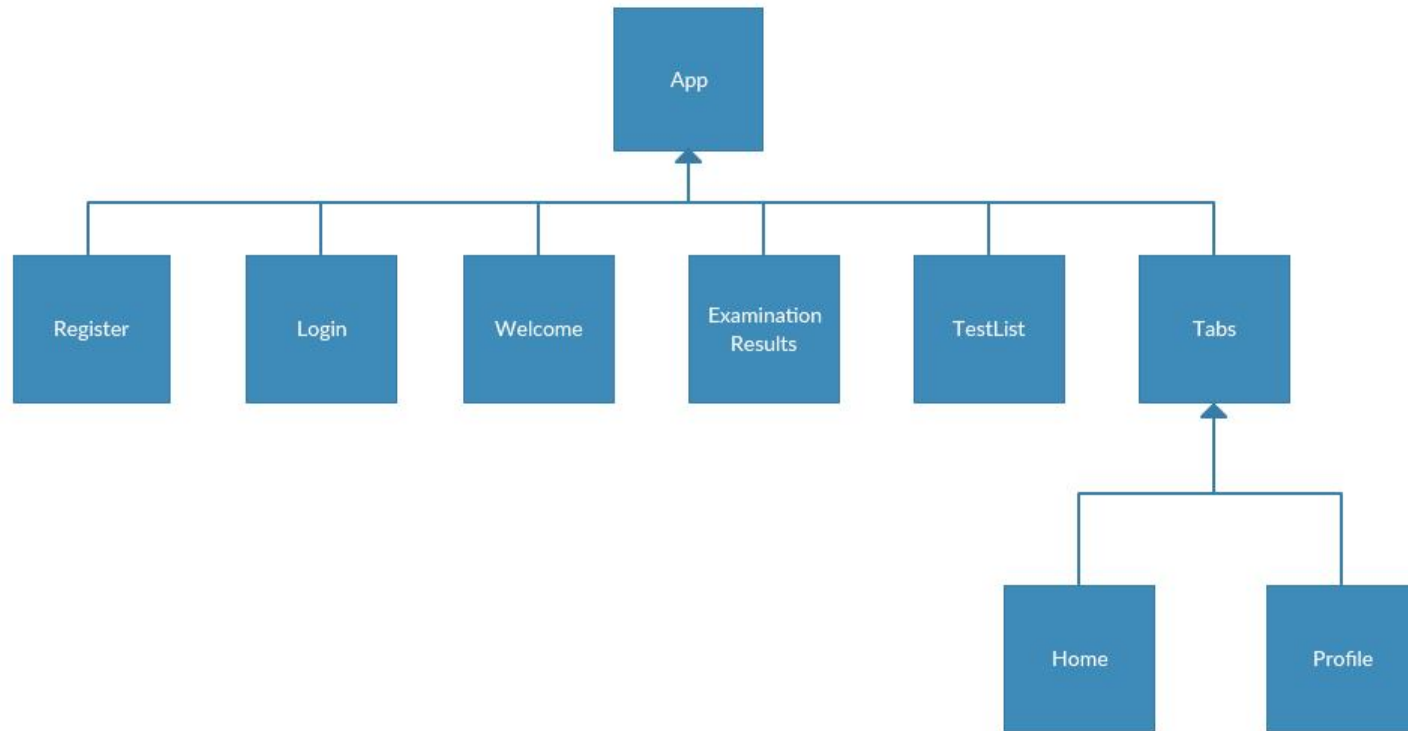 App
Register
Login
Welcome
Examination
Results
TestList
Tabs
Home
Profile